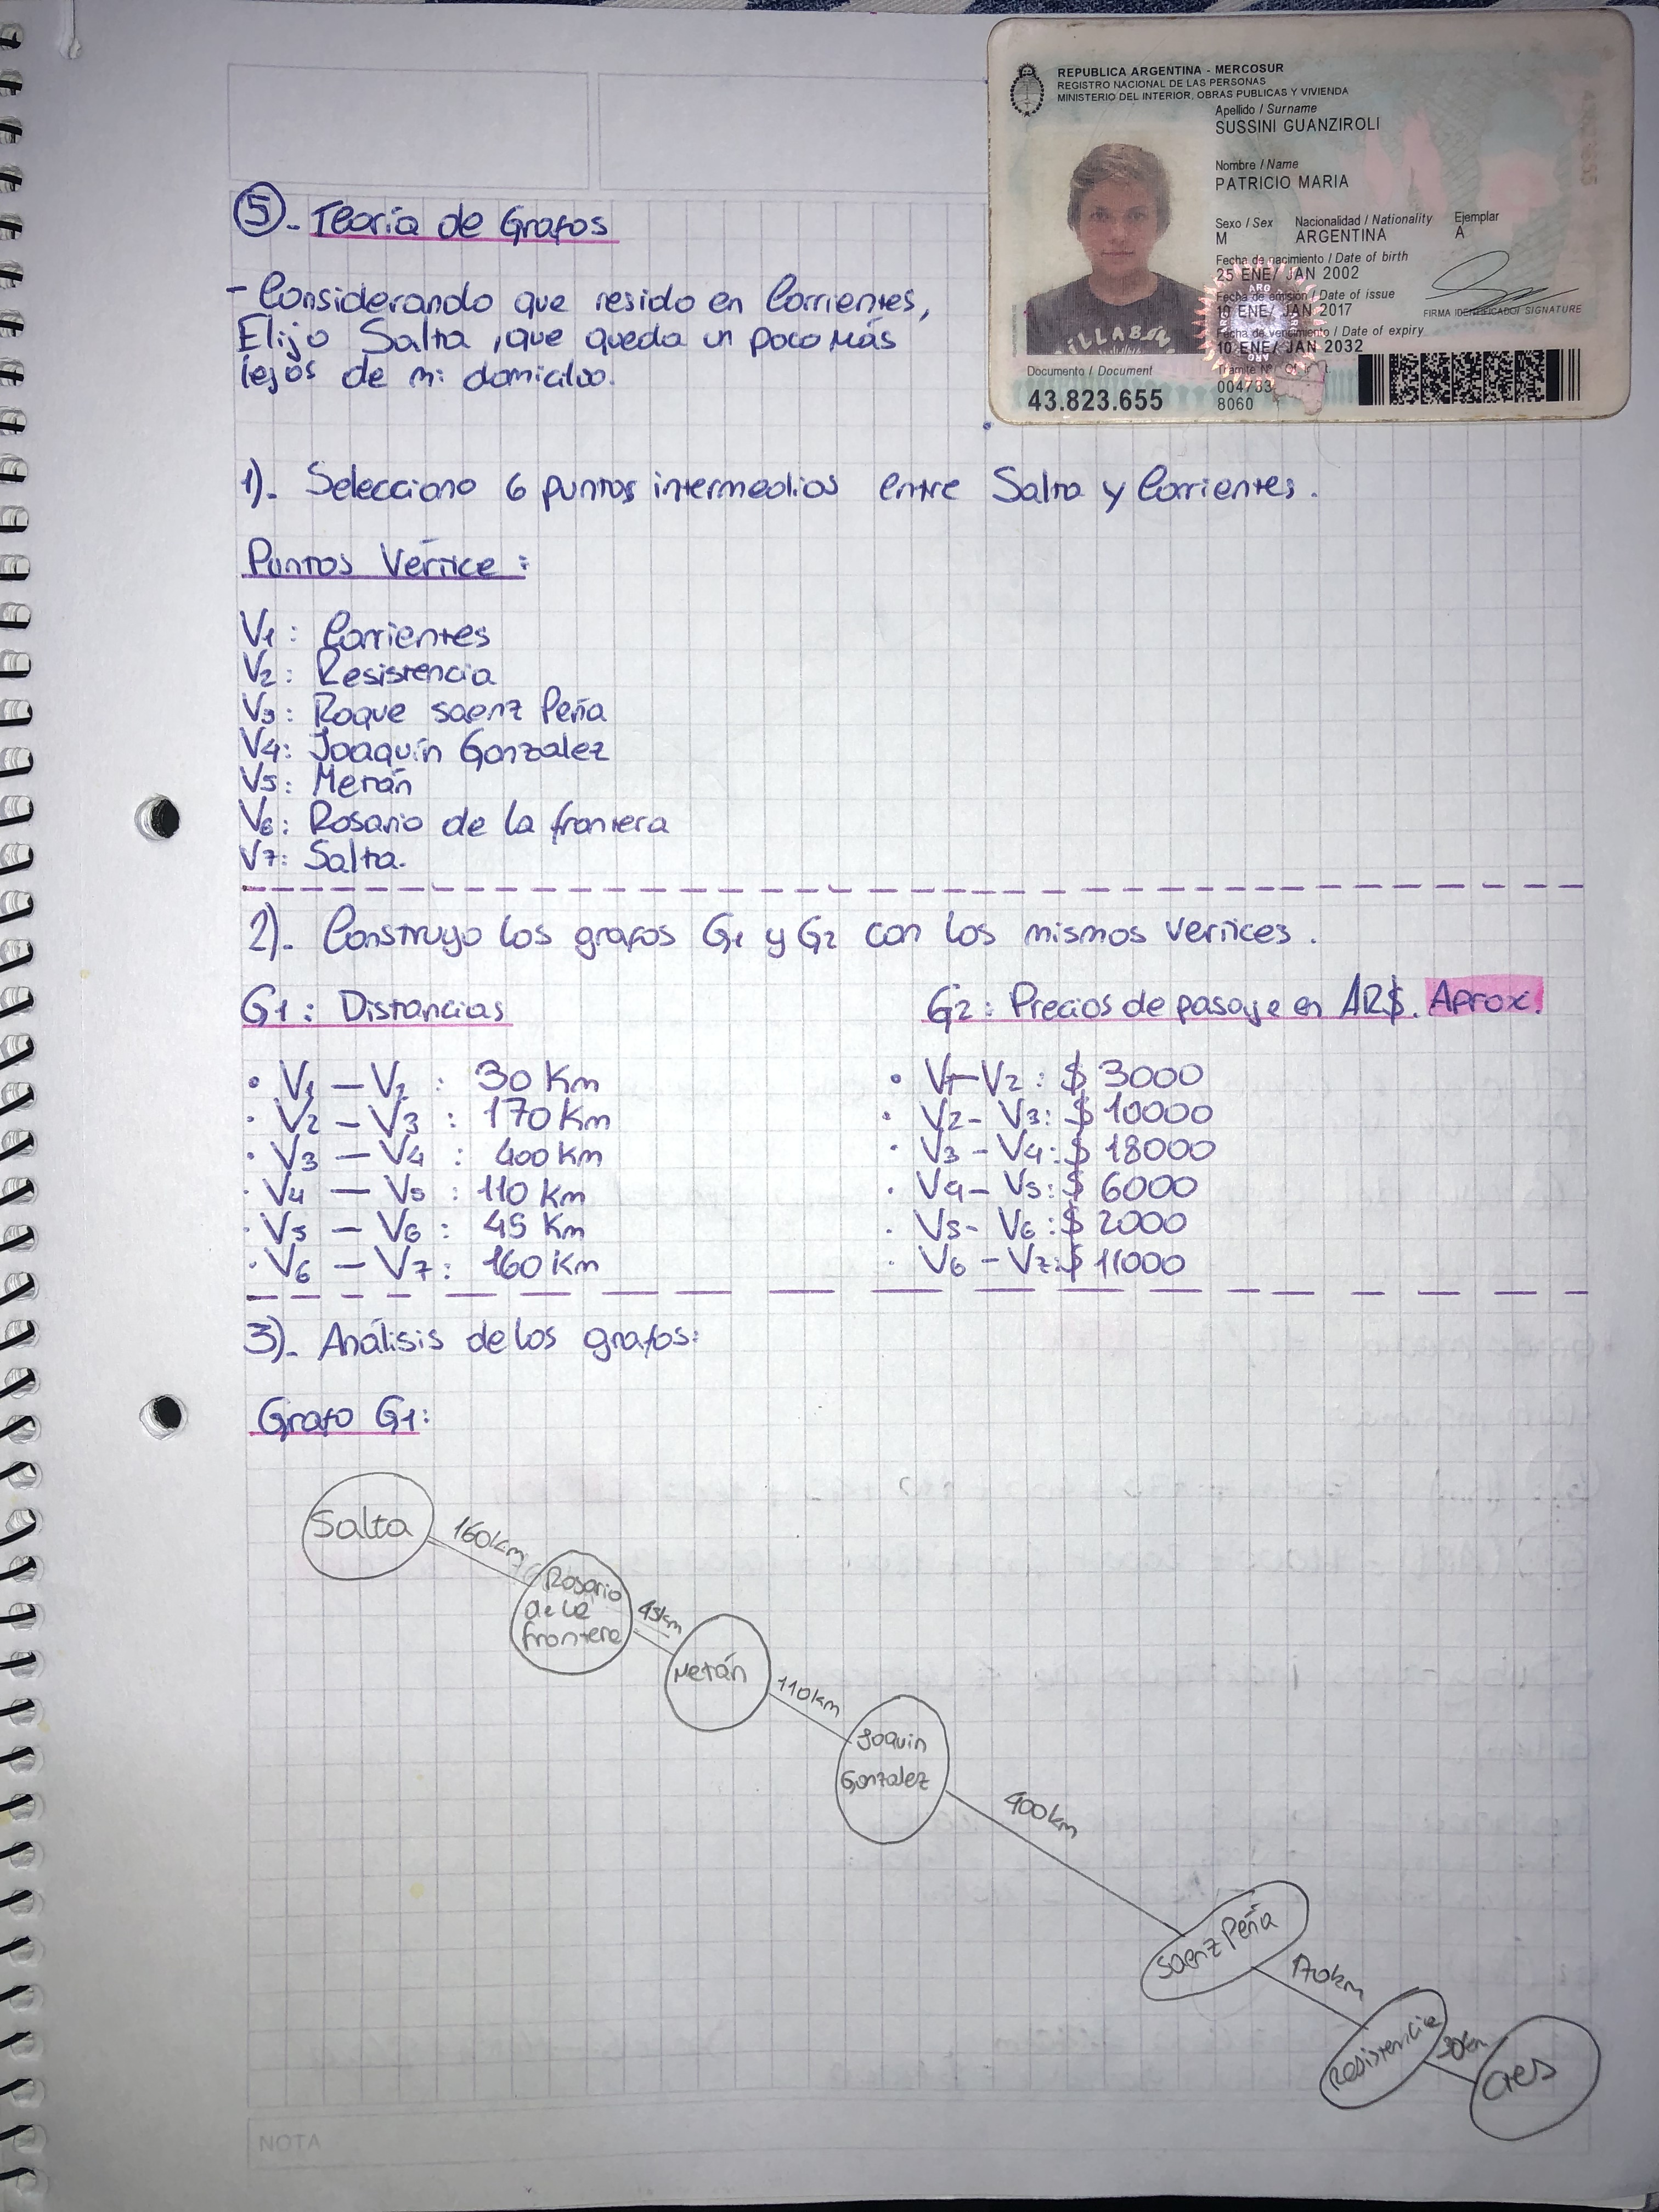 REPUBLICA ARGENTINA - MERCOSUR
REGISTRO NACIONAL DE LAS PERSONAS
MINISTERIO DEL INTERIOR, OBRAS PUBLICAS Y VIVIENDA
Apellido / Surname
SUSSINI GUANZIROLI
Nombre / Name
PATRICIO MARIA
Sexo / Sex Nacionalidad / Nationality Ejemplar
M ARGENTINA A
Fecha de nacimiento / Date of birth
25 ENE/ JAN 2002
Fecha de emisión / Date of issue
10 ENE/ JAN 2017
FIRMA IDENTIFICADO/ SIGNATURE
Fecha de vencimiento / Date of expiry
10 ENE/ JAN 2032
Documento / Document
43.823.655
Tramite Nº
004733
8060
BILLABONG
5.- Teoría de Grafos
- Considerando que resido en Corrientes,
Elijo Salta, que queda un poco más
lejos de mi domicilio.
1).- Selecciono 6 puntos intermedios entre Salta y Corrientes.
Puntos Vértice:
V1: Corrientes
V2: Resistencia
V3: Roque saenz Peña
V4: Joaquín Gonzalez
V5: Metán
V6: Rosario de la frontera
V7: Salta.
2).- Construyo los grafos G1 y G2 con los mismos vertices.
G1: Distancias
• V1 - V2 : 30 Km
• V2 - V3 : 170 Km
• V3 - V4 : 400 Km
• V4 - V5 : 110 Km
• V5 - V6 : 45 Km
• V6 - V7 : 160 Km
G2: Precios de pasaje en AR$. Aprox.
• V1-V2: $ 3000
• V2-V3: $ 10000
• V3-V4: $ 18000
• V4-V5: $ 6000
• V5-V6: $ 2000
• V6-V7: $ 11000
3).- Análisis de los grafos:
Grafo G1:
Salta
160km
Rosario
de la
frontera
45km
Metán
110km
Joaquin
Gonzalez
400km
Saenz Peña
170km
Resistencia
30km
Ctes
NOTA